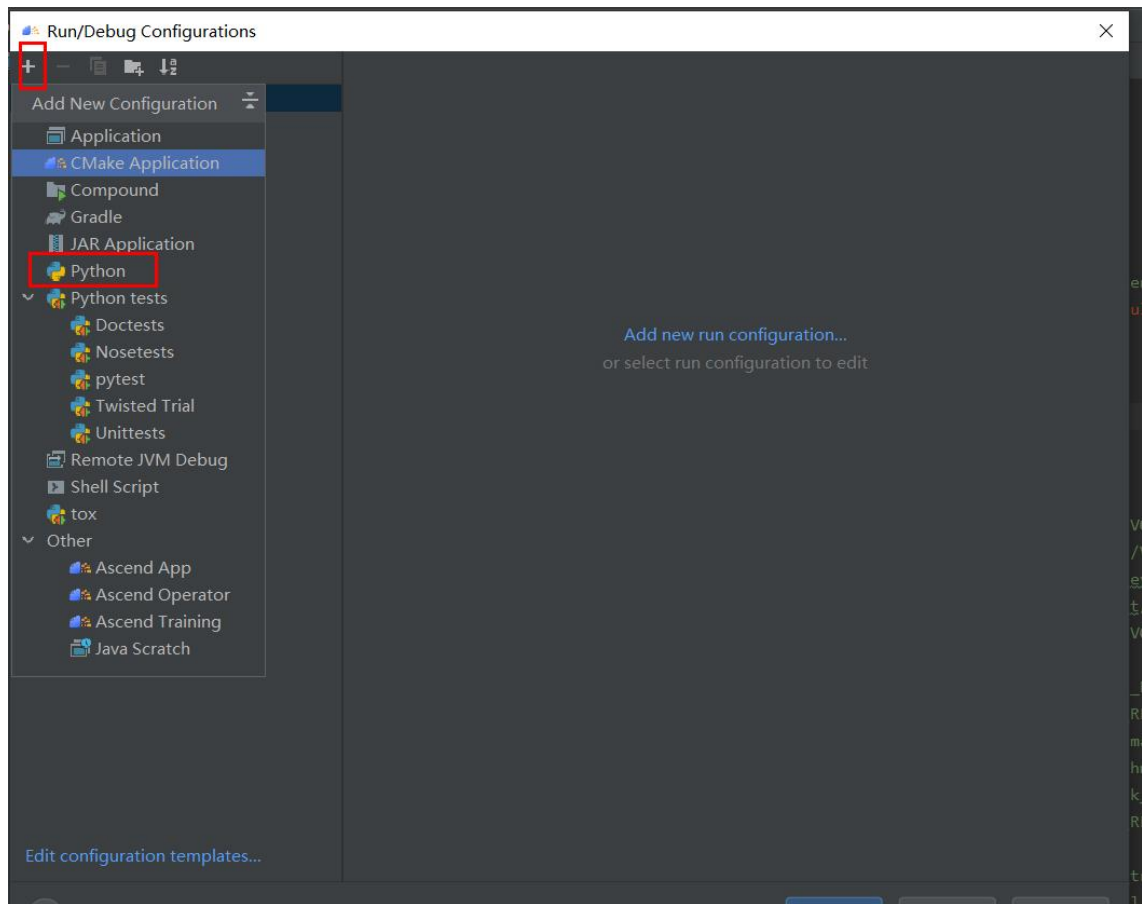 Run/Debug Configurations
Add New Configuration
Application
CMake Application
Compound
Gradle
JAR Application
Python
Python tests
Doctests
Nosetests
pytest
Twisted Trial
Unittests
Remote JVM Debug
Shell Script
tox
Other
Ascend App
Ascend Operator
Ascend Training
Java Scratch
Add new run configuration...
or select run configuration to edit
Edit configuration templates...